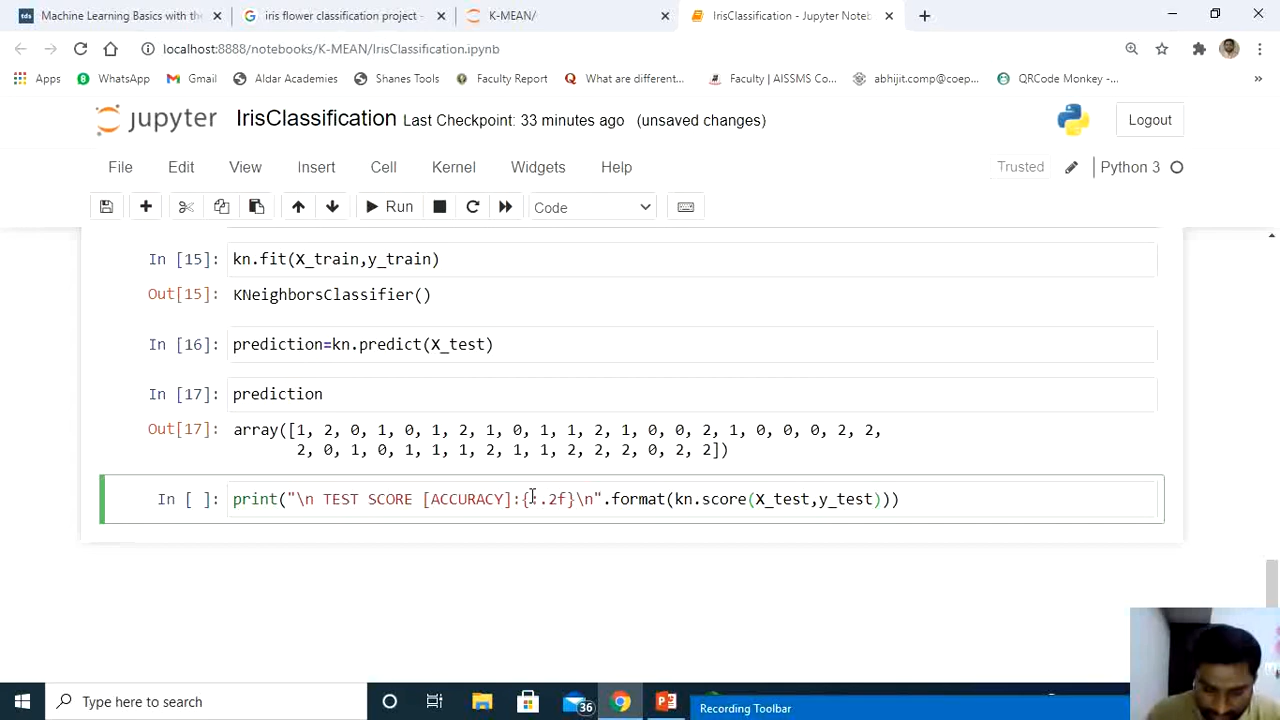 Machine Learning Basics with the
iris flower classification project -
K-MEAN/
IrisClassification - Jupyter Noteb
localhost:8888/notebooks/K-MEAN/IrisClassification.ipynb
Apps
WhatsApp
Gmail
Aldar Academies
Shanes Tools
Faculty Report
What are different...
Faculty | AISSMS Co...
abhijit.comp@coep...
QRCode Monkey -...
»
jupyter IrisClassification Last Checkpoint: 33 minutes ago (unsaved changes)
Logout
File Edit View Insert Cell Kernel Widgets Help
Trusted
Python 3
Run
Code
In [15]: kn.fit(X_train,y_train)
Out[15]: KNeighborsClassifier()
In [16]: prediction=kn.predict(X_test)
In [17]: prediction
Out[17]: array([1, 2, 0, 1, 0, 1, 2, 1, 0, 1, 1, 2, 1, 0, 0, 2, 1, 0, 0, 0, 2, 2,
2, 0, 1, 0, 1, 1, 1, 2, 1, 1, 2, 2, 2, 0, 2, 2])
In [ ]: print("\n TEST SCORE [ACCURACY]:{:.2f}\n".format(kn.score(X_test,y_test)))
Type here to search
36
Recording Toolbar